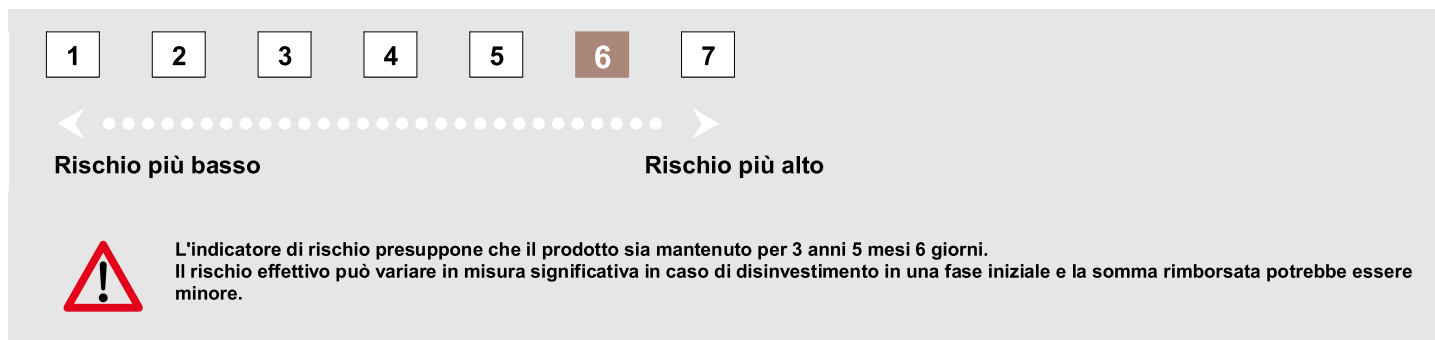 1 2 3 4 5 6 7
Rischio più basso Rischio più alto
L'indicatore di rischio presuppone che il prodotto sia mantenuto per 3 anni 5 mesi 6 giorni.
Il rischio effettivo può variare in misura significativa in caso di disinvestimento in una fase iniziale e la somma rimborsata potrebbe essere
minore.